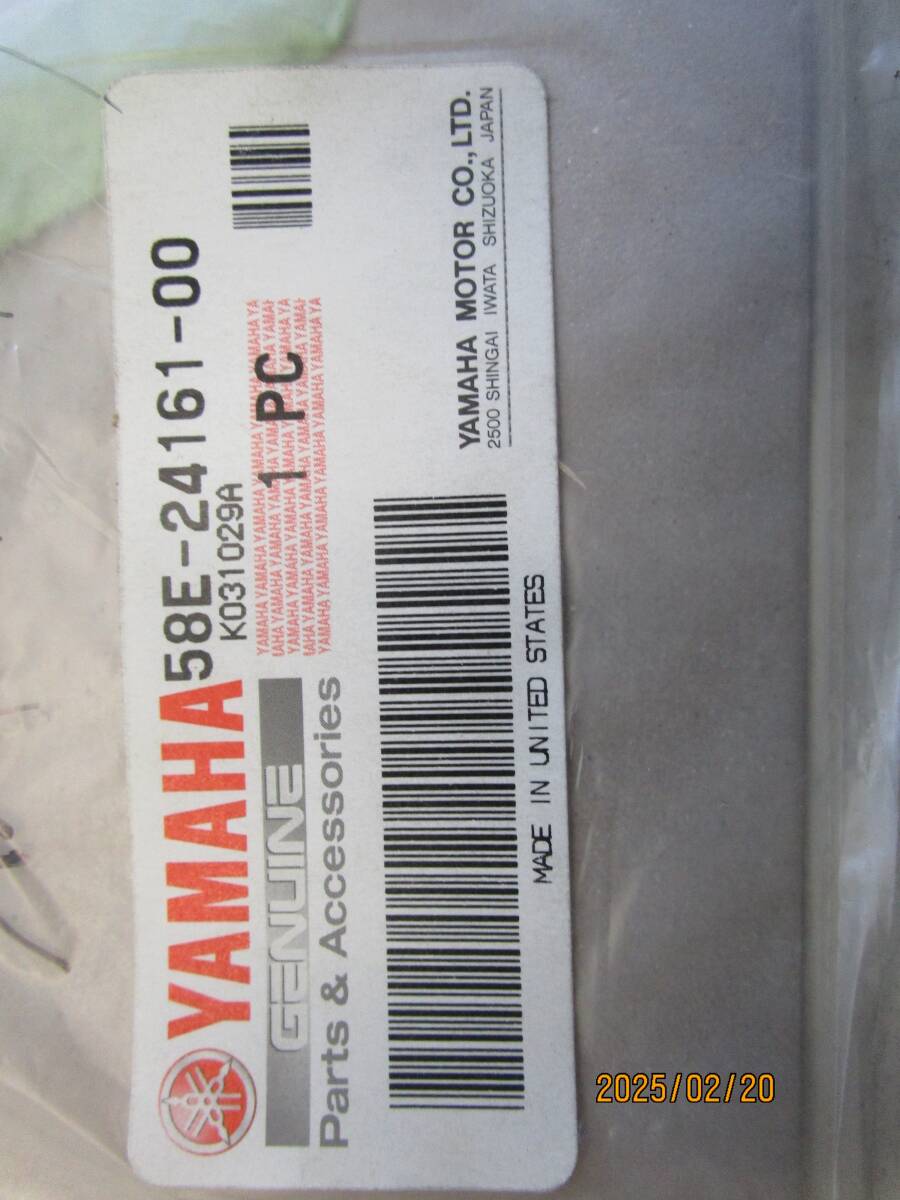 YAMAHA
58E-24161-00
K031029A
GENUINE
1 PC
Parts & Accessories
YAMAHA MOTOR CO.,LTD.
2500 SHINGAI IWATA SHIZUOKA JAPAN
MADE IN UNITED STATES
2025/02/20